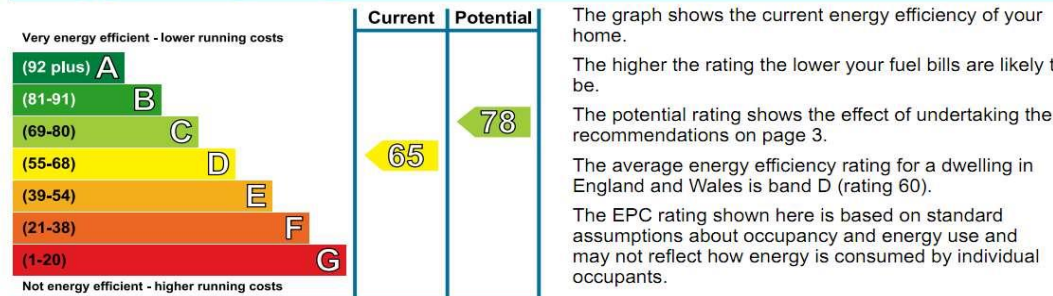 Current Potential
Very energy efficient - lower running costs
(92 plus) A
(81-91) B
(69-80) C
(55-68) D
(39-54) E
(21-38) F
(1-20) G
Not energy efficient - higher running costs
65
78
The graph shows the current energy efficiency of your
home.
The higher the rating the lower your fuel bills are likely t
be.
The potential rating shows the effect of undertaking the
recommendations on page 3.
The average energy efficiency rating for a dwelling in
England and Wales is band D (rating 60).
The EPC rating shown here is based on standard
assumptions about occupancy and energy use and
may not reflect how energy is consumed by individual
occupants.